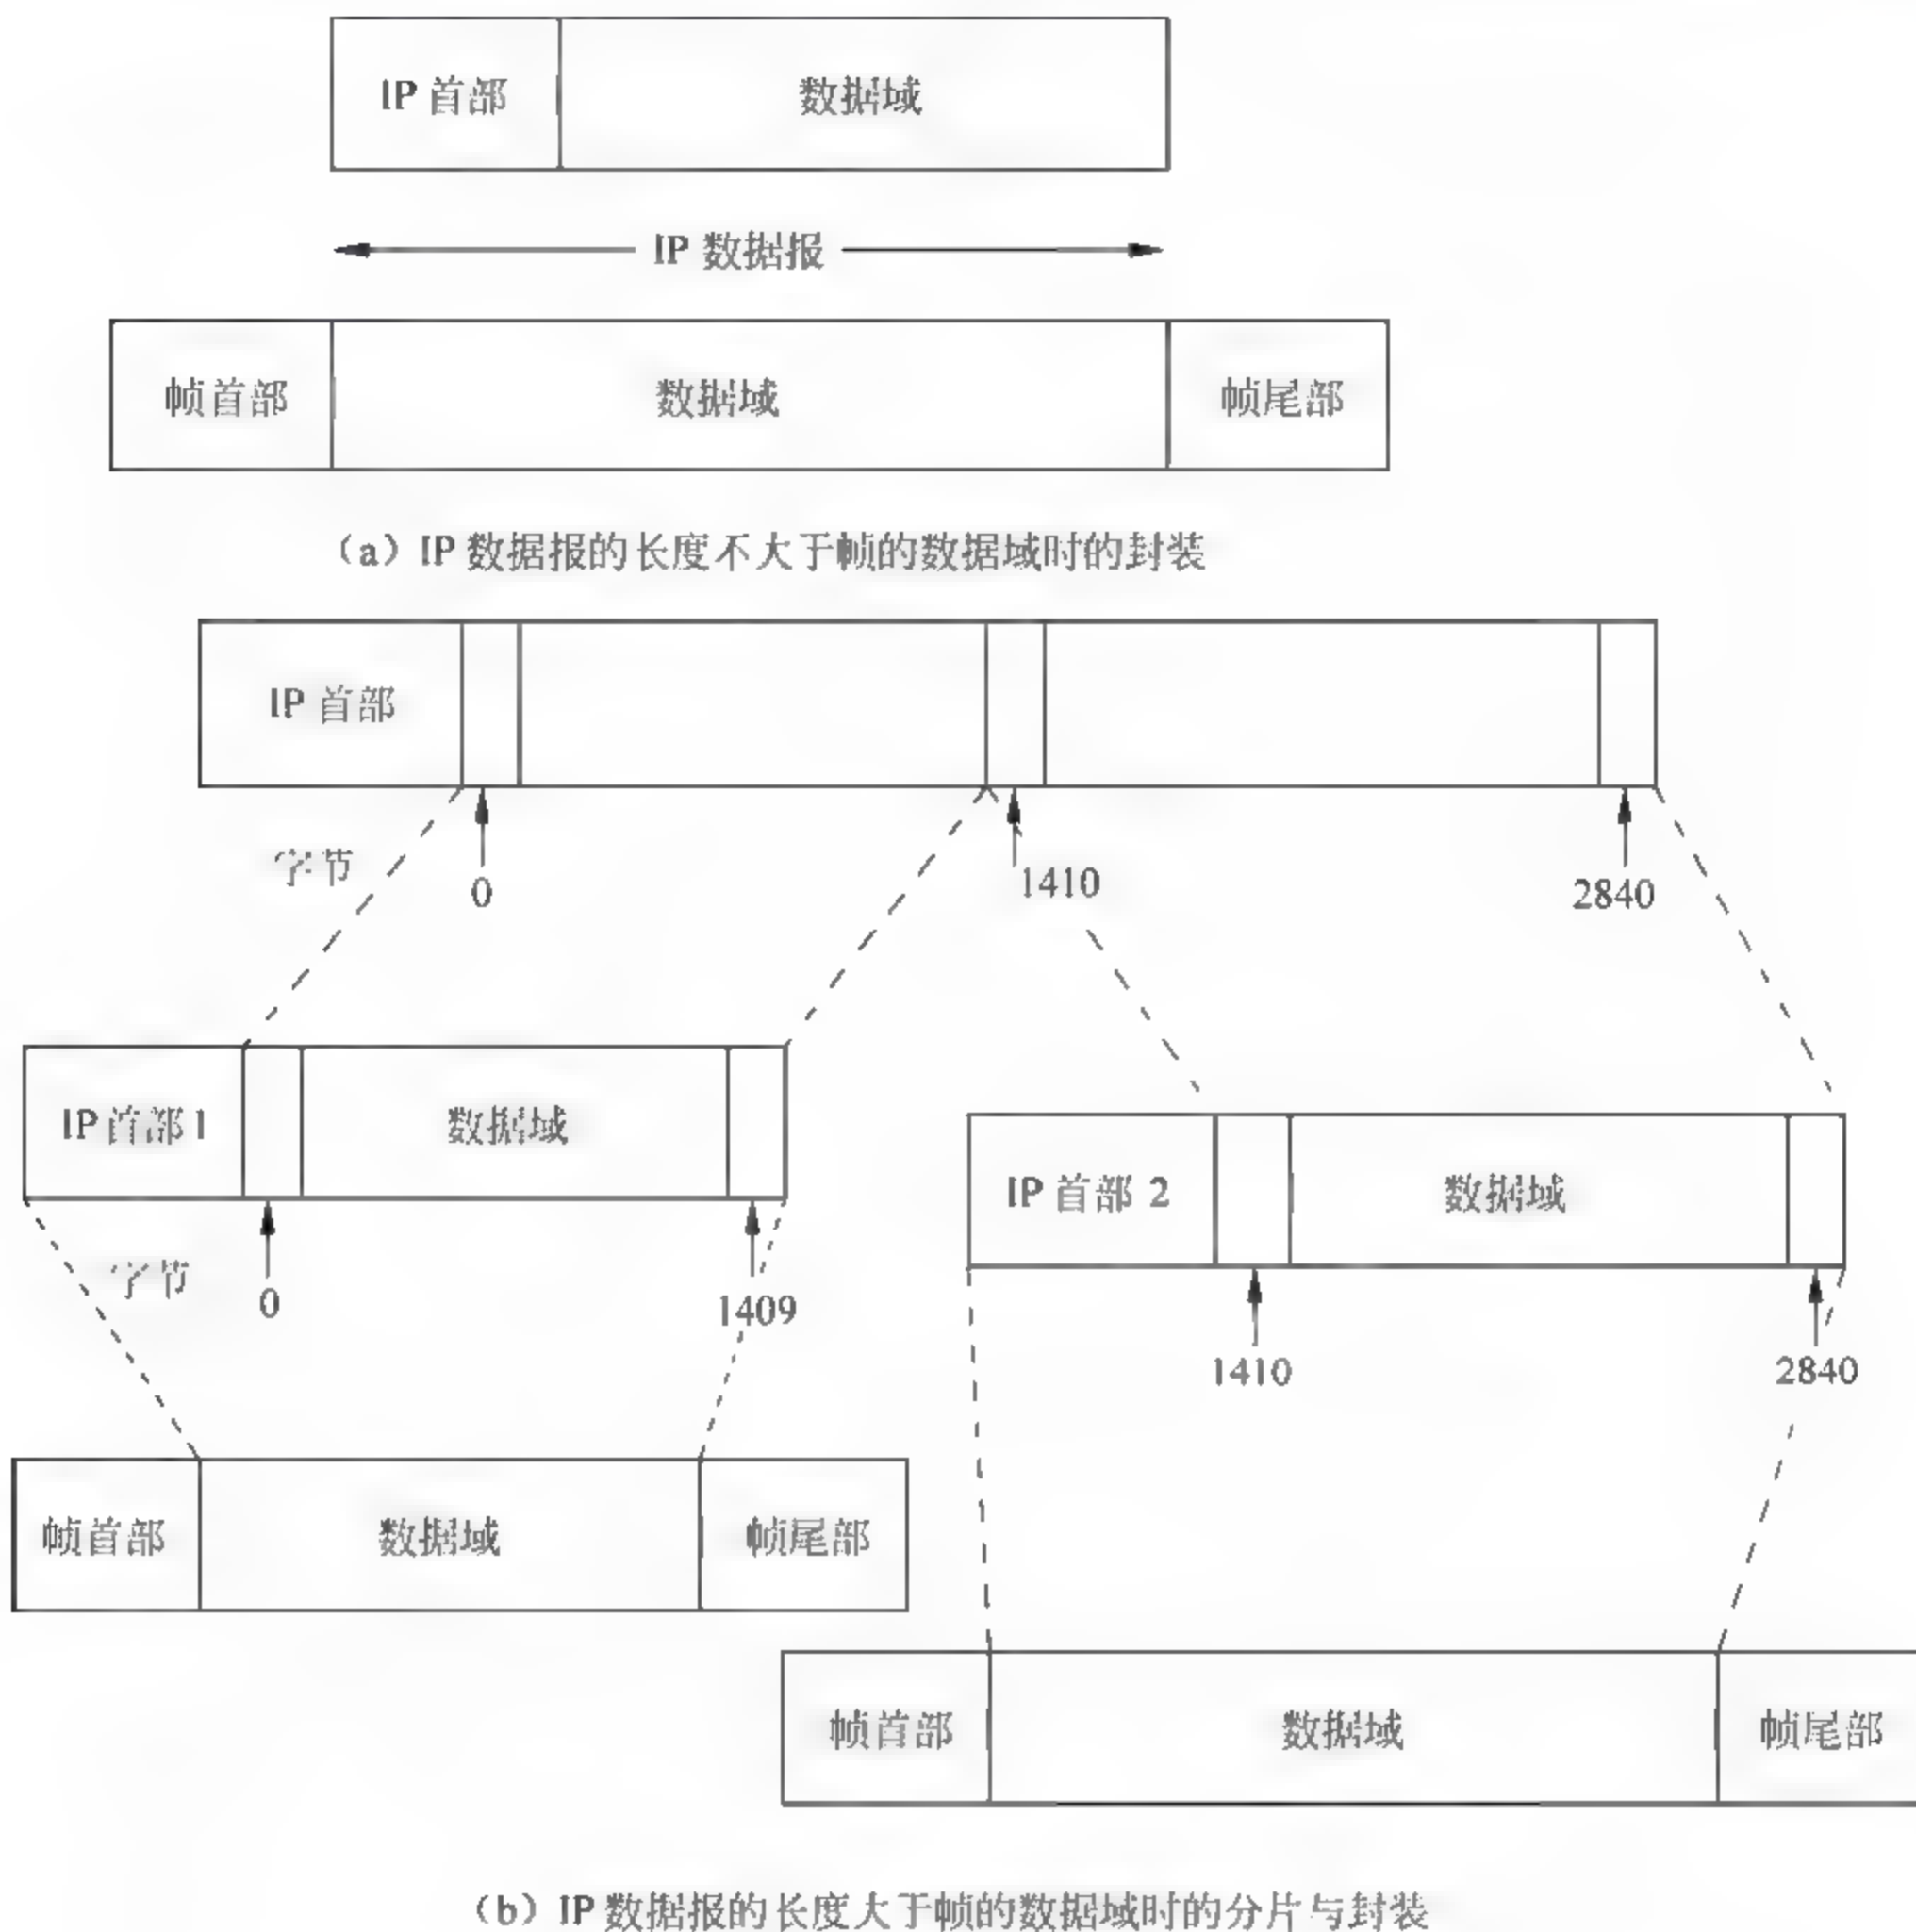 IP 首部 数据域
IP 数据报
帧首部 数据域 帧尾部
（a）IP 数据报的长度不大于帧的数据域时的封装
IP 首部
字节 0 1410 2840
IP 首部 1 数据域
IP 首部 2 数据域
字节 0 1409
1410 2840
帧首部 数据域 帧尾部
帧首部 数据域 帧尾部
（b）IP 数据报的长度大于帧的数据域时的分片与封装